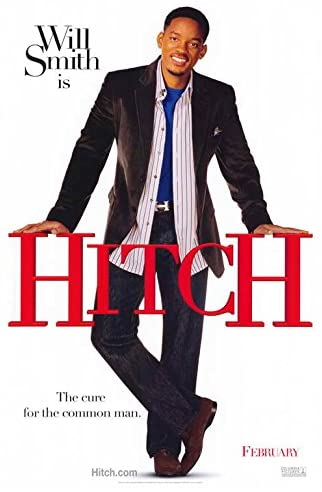 Will
Smith
is
HITCH
The cure
for the common man.
FEBRUARY
Hitch.com